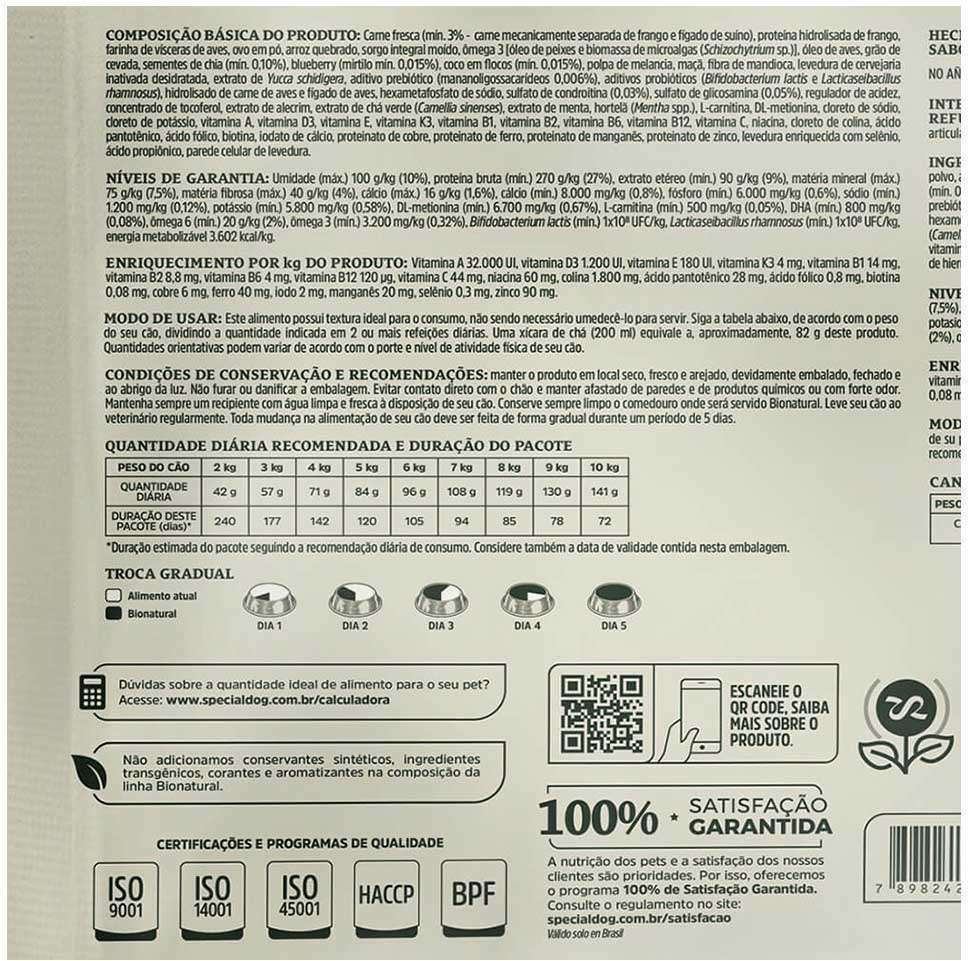 COMPOSIÇÃO BÁSICA DO PRODUTO: Carne fresca (mín. 3% - carne mecanicamente separada de frango e fígado de suíno), proteína hidrolisada de frango,
farinha de vísceras de aves, ovo em pó, arroz quebrado, sorgo integral moído, ômega 3 [óleo de peixes e biomassa de microalgas (Schizochytrium sp.)], óleo de aves, grão de
cevada, sementes de chia (mín. 0,10%), blueberry (mirtilo mín. 0,015%), coco em flocos (mín. 0,015%), polpa de melancia, maçã, fibra de mandioca, levedura de cervejaria
inativada desidratada, extrato de Yucca schidigera, aditivo prebiótico (mananoligossacarídeos 0,006%), aditivos probióticos (Bifidobacterium lactis e Lacticaseibacillus
rhamnosus), hidrolisado de carne de aves e fígado de aves, hexametafosfato de sódio, sulfato de condroitina (0,03%), sulfato de glicosamina (0,05%), regulador de acidez,
concentrado de tocoferol, extrato de alecrim, extrato de chá verde (Camellia sinenses), extrato de menta, hortelã (Mentha spp.), L-carnitina, DL-metionina, cloreto de sódio,
cloreto de potássio, vitamina A, vitamina D3, vitamina E, vitamina K3, vitamina B1, vitamina B2, vitamina B6, vitamina B12, vitamina C, niacina, cloreto de colina, ácido
pantotênico, ácido fólico, biotina, iodato de cálcio, proteinato de cobre, proteinato de ferro, proteinato de manganês, proteinato de zinco, levedura enriquecida com selênio,
ácido propiônico, parede celular de levedura.
NÍVEIS DE GARANTIA: Umidade (máx.) 100 g/kg (10%), proteína bruta (mín.) 270 g/kg (27%), extrato etéreo (mín.) 90 g/kg (9%), matéria mineral (máx.)
75 g/kg (7,5%), matéria fibrosa (máx.) 40 g/kg (4%), cálcio (máx.) 16 g/kg (1,6%), cálcio (mín.) 8.000 mg/kg (0,8%), fósforo (mín.) 6.000 mg/kg (0,6%), sódio (mín.)
1.200 mg/kg (0,12%), potássio (mín.) 5.800 mg/kg (0,58%), DL-metionina (mín.) 6.700 mg/kg (0,67%), L-carnitina (mín.) 500 mg/kg (0,05%), DHA (mín.) 800 mg/kg
(0,08%), ômega 6 (mín.) 20 g/kg (2%), ômega 3 (mín.) 3.200 mg/kg (0,32%), Bifidobacterium lactis (mín.) 1x10⁸ UFC/kg, Lacticaseibacillus rhamnosus (mín.) 1x10⁸ UFC/kg,
energia metabolizável 3.602 kcal/kg.
ENRIQUECIMENTO POR kg DO PRODUTO: Vitamina A 32.000 UI, vitamina D3 1.200 UI, vitamina E 180 UI, vitamina K3 4 mg, vitamina B1 14 mg,
vitamina B2 8,8 mg, vitamina B6 4 mg, vitamina B12 120 µg, vitamina C 44 mg, niacina 60 mg, colina 1.800 mg, ácido pantotênico 28 mg, ácido fólico 0,8 mg, biotina
0,08 mg, cobre 6 mg, ferro 40 mg, iodo 2 mg, manganês 20 mg, selênio 0,3 mg, zinco 90 mg.
MODO DE USAR: Este alimento possui textura ideal para o consumo, não sendo necessário umedecê-lo para servir. Siga a tabela abaixo, de acordo com o peso
do seu cão, dividindo a quantidade indicada em 2 ou mais refeições diárias. Uma xícara de chá (200 ml) equivale a, aproximadamente, 82 g deste produto.
Quantidades orientativas podem variar de acordo com o porte e nível de atividade física de seu cão.
CONDIÇÕES DE CONSERVAÇÃO E RECOMENDAÇÕES: manter o produto em local seco, fresco e arejado, devidamente embalado, fechado e
ao abrigo da luz. Não furar ou danificar a embalagem. Evitar contato direto com o chão e manter afastado de paredes e de produtos químicos ou com forte odor.
Mantenha sempre um recipiente com água limpa e fresca à disposição de seu cão. Conserve sempre limpo o comedouro onde será servido Bionatural. Leve seu cão ao
veterinário regularmente. Toda mudança na alimentação de seu cão deve ser feita de forma gradual durante um período de 5 dias.
QUANTIDADE DIÁRIA RECOMENDADA E DURAÇÃO DO PACOTE
PESO DO CÃO 2 kg 3 kg 4 kg 5 kg 6 kg 7 kg 8 kg 9 kg 10 kg
QUANTIDADE
DIÁRIA 42 g 57 g 71 g 84 g 96 g 108 g 119 g 130 g 141 g
DURAÇÃO DESTE
PACOTE (dias)* 240 177 142 120 105 94 85 78 72
*Duração estimada do pacote seguindo a recomendação diária de consumo. Considere também a data de validade contida nesta embalagem.
TROCA GRADUAL
Alimento atual
Bionatural
DIA 1 DIA 2 DIA 3 DIA 4 DIA 5
Dúvidas sobre a quantidade ideal de alimento para o seu pet?
Acesse: www.specialdog.com.br/calculadora
Não adicionamos conservantes sintéticos, ingredientes
transgênicos, corantes e aromatizantes na composição da
linha Bionatural.
CERTIFICAÇÕES E PROGRAMAS DE QUALIDADE
ISO
9001
ISO
14001
ISO
45001
HACCP
BPF
ESCANEIE O
QR CODE, SAIBA
MAIS SOBRE O
PRODUTO.
100% ★ SATISFAÇÃO
GARANTIDA
A nutrição dos pets e a satisfação dos nossos
clientes são prioridades. Por isso, oferecemos
o programa 100% de Satisfação Garantida.
Consulte o regulamento no site:
specialdog.com.br/satisfacao
Válido solo en Brasil
7 898242
HECH
SABO
NO AÑ
INTE
REFU
articula
INGR
polvo, a
(mín. 0
prebiót
hexame
(Camel
vitamin
de hier
NIVE
(7,5%),
potasio
(2%), o
ENR
vitamin
0,08 m
MOD
de su p
recome
CAN
PESO
C